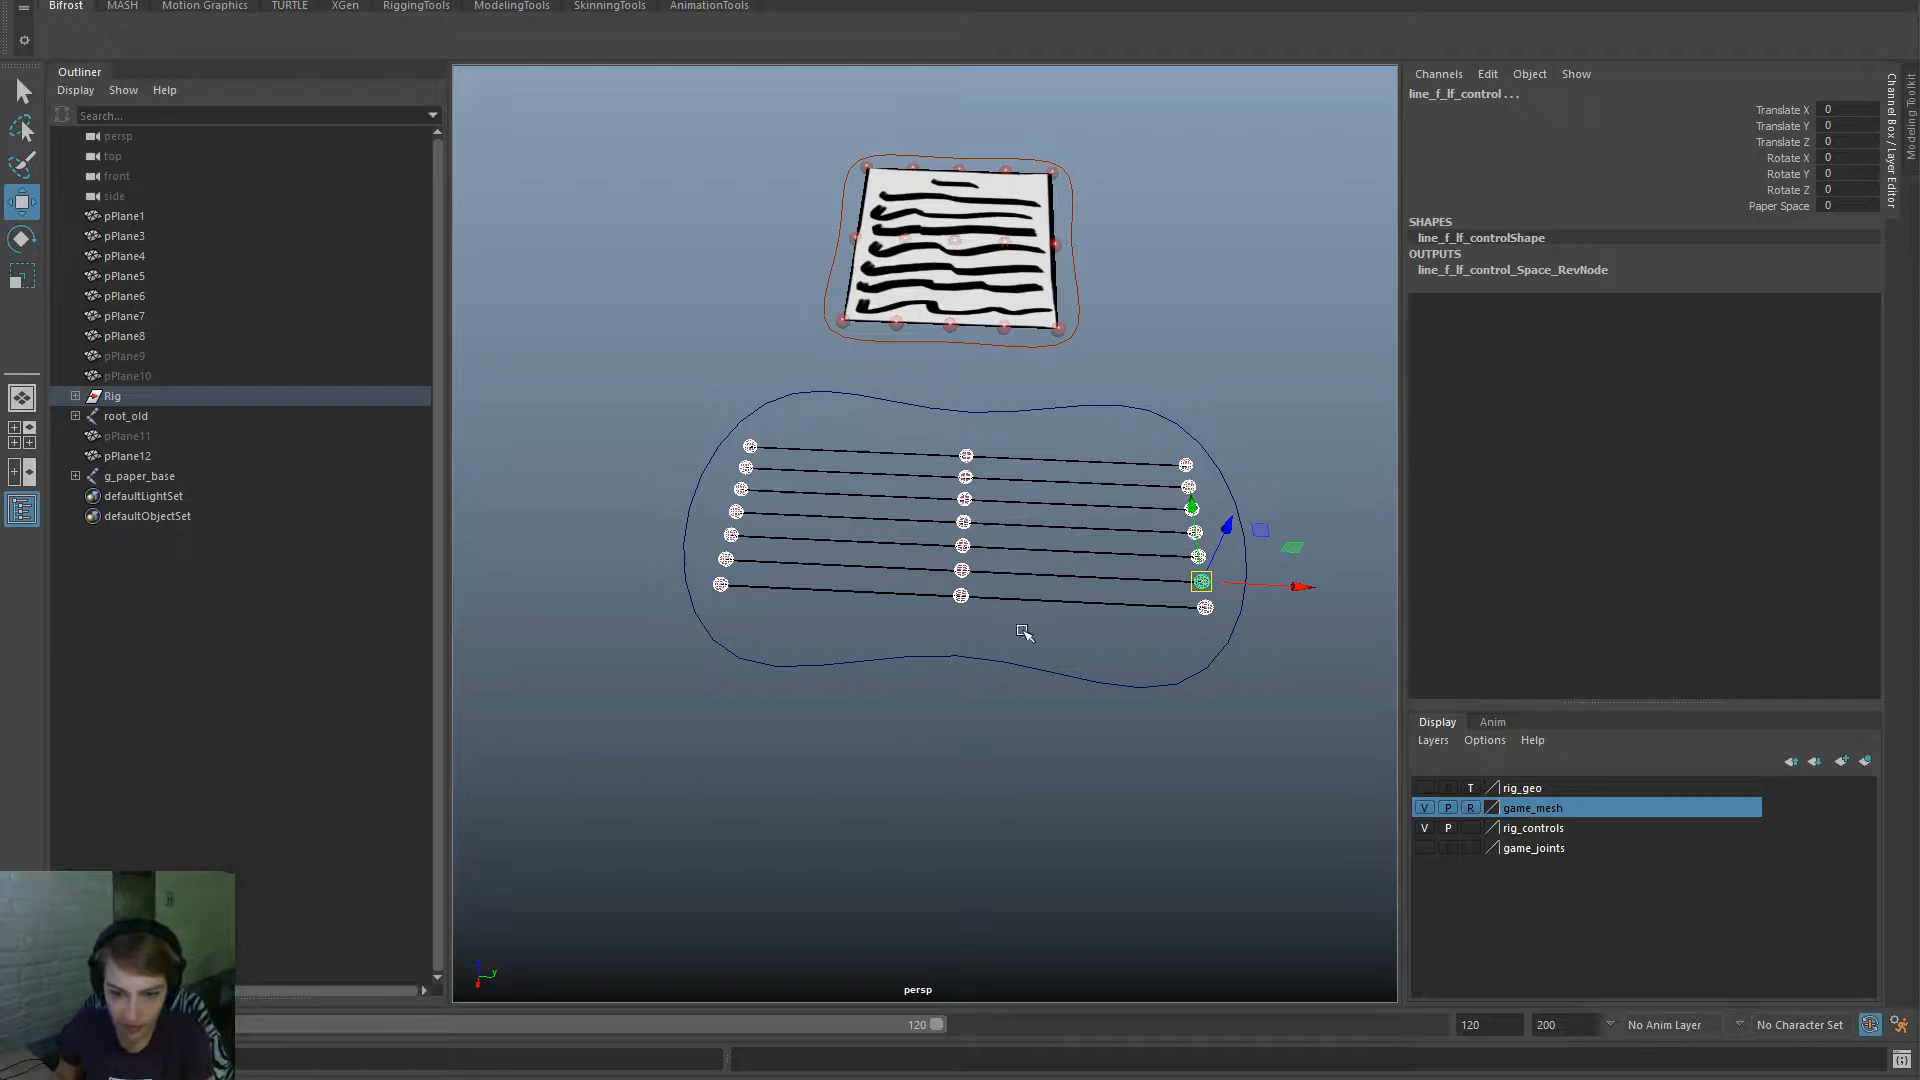 Bifrost MASH Motion Graphics TURTLE XGen RiggingTools ModelingTools SkinningTools AnimationTools
Outliner
Display Show Help
Search...
persp
top
front
side
pPlane1
pPlane3
pPlane4
pPlane5
pPlane6
pPlane7
pPlane8
pPlane9
pPlane10
Rig
root_old
pPlane11
pPlane12
g_paper_base
defaultLightSet
defaultObjectSet
y
persp
Channels Edit Object Show
line_f_lf_control . . .
Translate X 0
Translate Y 0
Translate Z 0
Rotate X 0
Rotate Y 0
Rotate Z 0
Paper Space 0
SHAPES
line_f_lf_controlShape
OUTPUTS
line_f_lf_control_Space_RevNode
Channel Box / Layer Editor
Modeling Toolkit
Display Anim
Layers Options Help
T rig_geo
V P R game_mesh
V P rig_controls
game_joints
120 120 200 No Anim Layer No Character Set